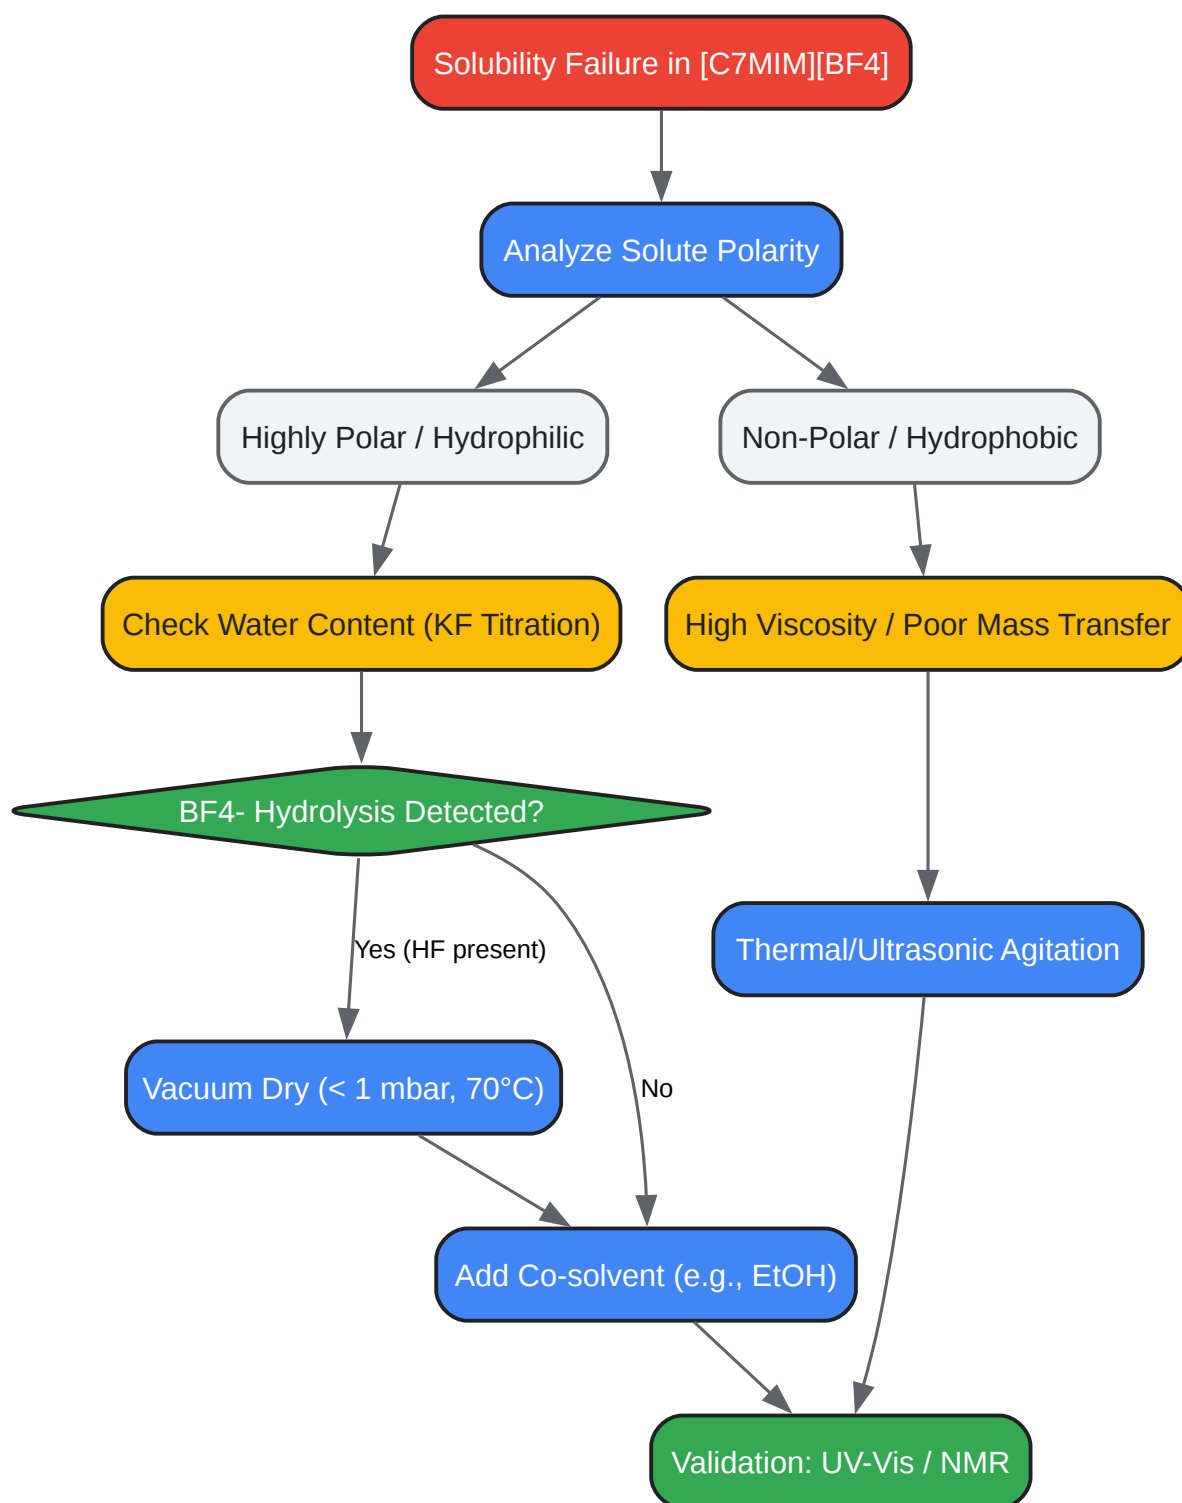 Solubility Failure in [C7MIM][BF4]
Analyze Solute Polarity
Highly Polar / Hydrophilic
Non-Polar / Hydrophobic
Check Water Content (KF Titration)
High Viscosity / Poor Mass Transfer
BF4- Hydrolysis Detected?
Yes (HF present)
Thermal/Ultrasonic Agitation
Vacuum Dry (< 1 mbar, 70°C)
No
Add Co-solvent (e.g., EtOH)
Validation: UV-Vis / NMR